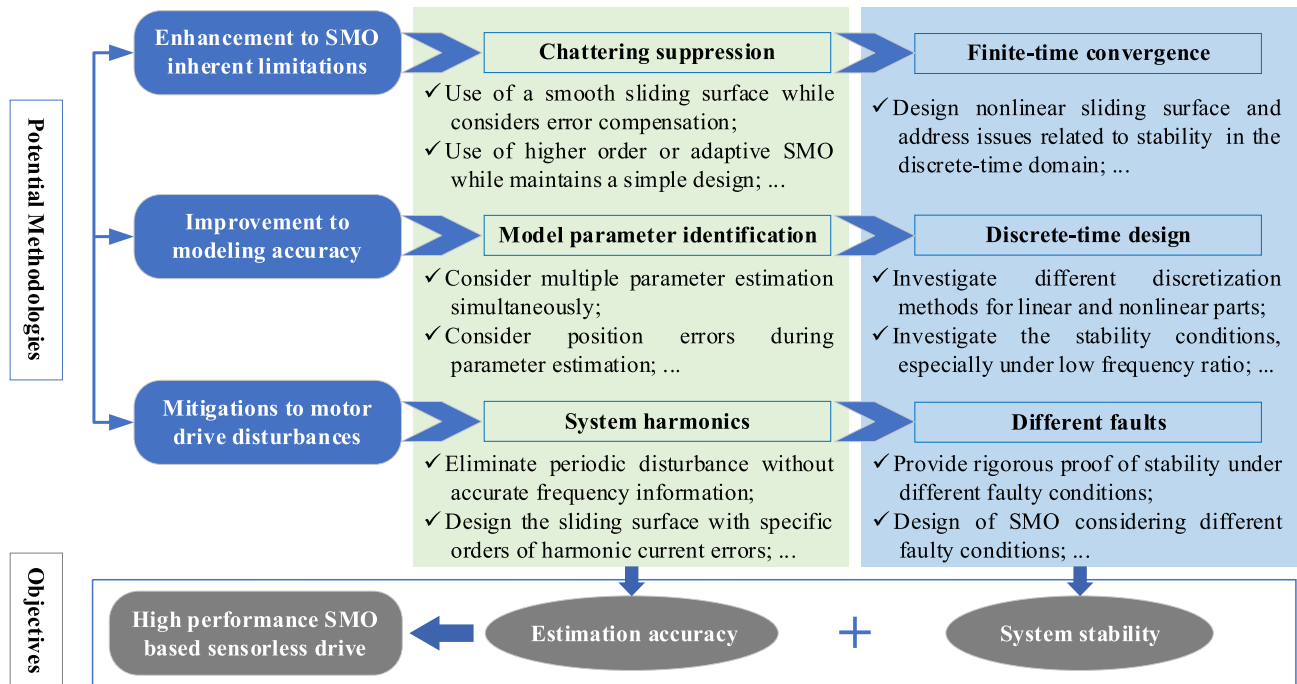 Potential Methodologies
Enhancement to SMO
inherent limitations
Chattering suppression
✓Use of a smooth sliding surface while
considers error compensation;
✓Use of higher order or adaptive SMO
while maintains a simple design; ...
Finite-time convergence
✓Design nonlinear sliding surface and
address issues related to stability in the
discrete-time domain; ...
Improvement to
modeling accuracy
Model parameter identification
✓Consider multiple parameter estimation
simultaneously;
✓Consider position errors during
parameter estimation; ...
Discrete-time design
✓Investigate different discretization
methods for linear and nonlinear parts;
✓Investigate the stability conditions,
especially under low frequency ratio; ...
Mitigations to motor
drive disturbances
System harmonics
✓Eliminate periodic disturbance without
accurate frequency information;
✓Design the sliding surface with specific
orders of harmonic current errors; ...
Different faults
✓Provide rigorous proof of stability under
different faulty conditions;
✓Design of SMO considering different
faulty conditions; ...
Objectives
High performance SMO
based sensorless drive
Estimation accuracy
+
System stability